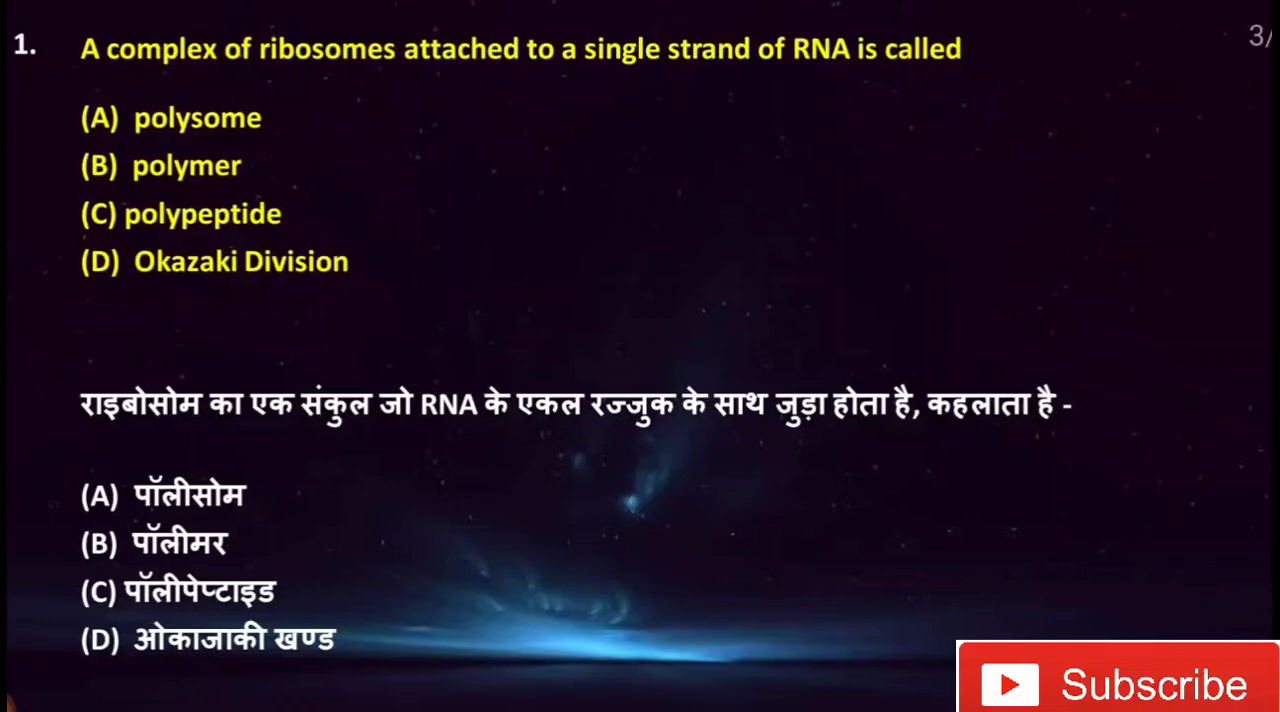 1. A complex of ribosomes attached to a single strand of RNA is called
3/
(A) polysome
(B) polymer
(C) polypeptide
(D) Okazaki Division
राइबोसोम का एक संकुल जो RNA के एकल रज्जुक के साथ जुड़ा होता है, कहलाता है -
(A) पॉलीसोम
(B) पॉलीमर
(C) पॉलीपेप्टाइड
(D) ओकाजाकी खण्ड
Subscribe